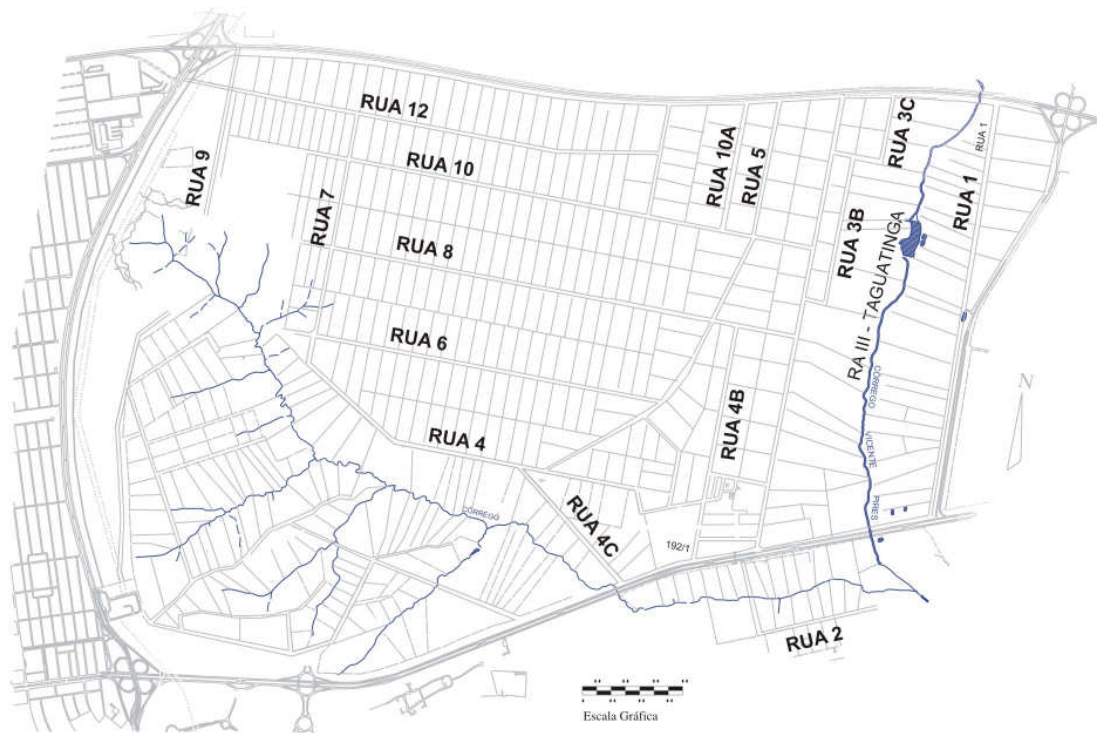 RUA 12
RUA 10
RUA 9
RUA 7
RUA 8
RUA 6
RUA 4
RUA 10A
RUA 5
RUA 3C
RUA 1
RUA 1
RUA 3B
RA III - TAGUATINGA
RUA 4B
CÓRREGO VICENTE PIRES
N
CÓRREGO
RUA 4C
192/1
RUA 2
Escala Gráfica